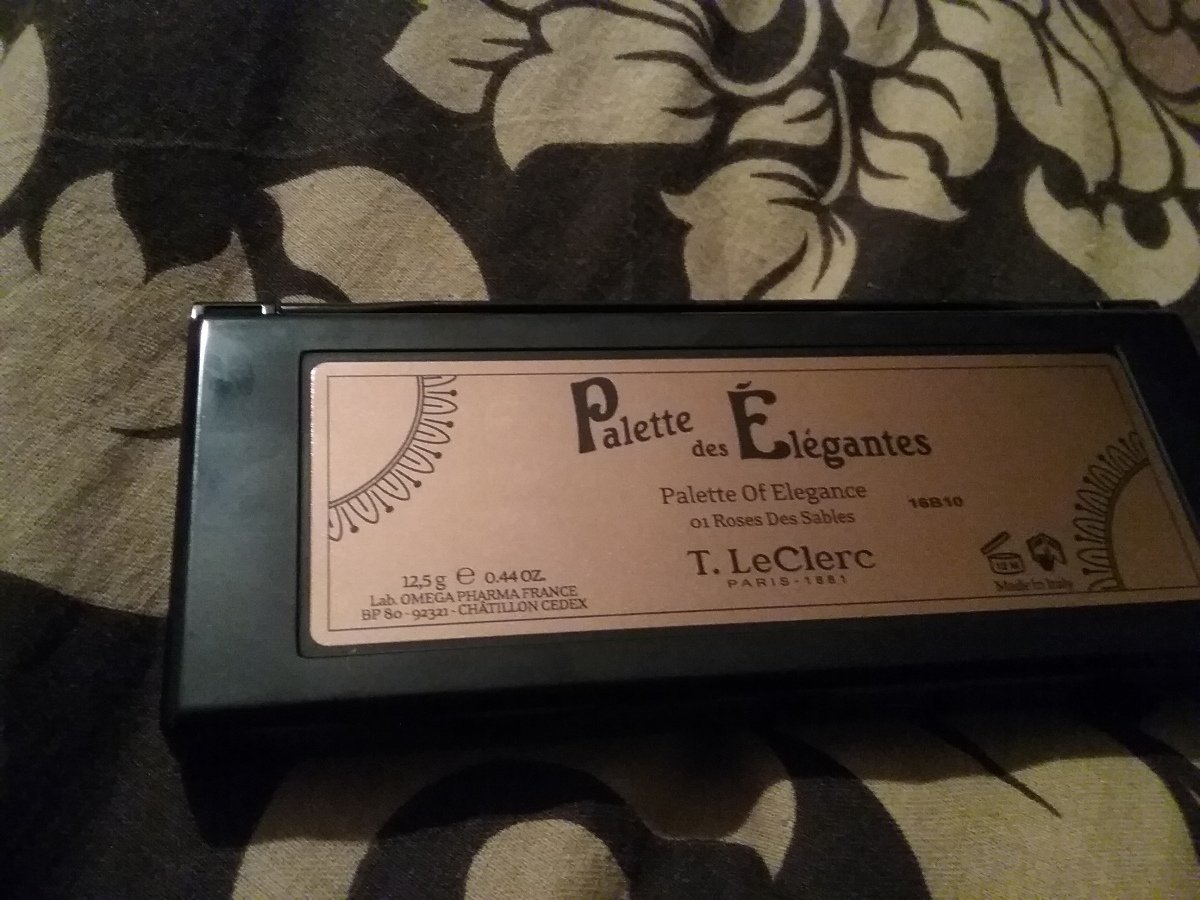 Palette des Élégantes
Palette Of Elegance
01 Roses Des Sables
16B10
T. LeClerc
PARIS - 1881
12,5 g e 0.44 OZ.
Lab. OMEGA PHARMA FRANCE
BP 80 - 92321 - CHÂTILLON CEDEX
12 M
Made in Italy